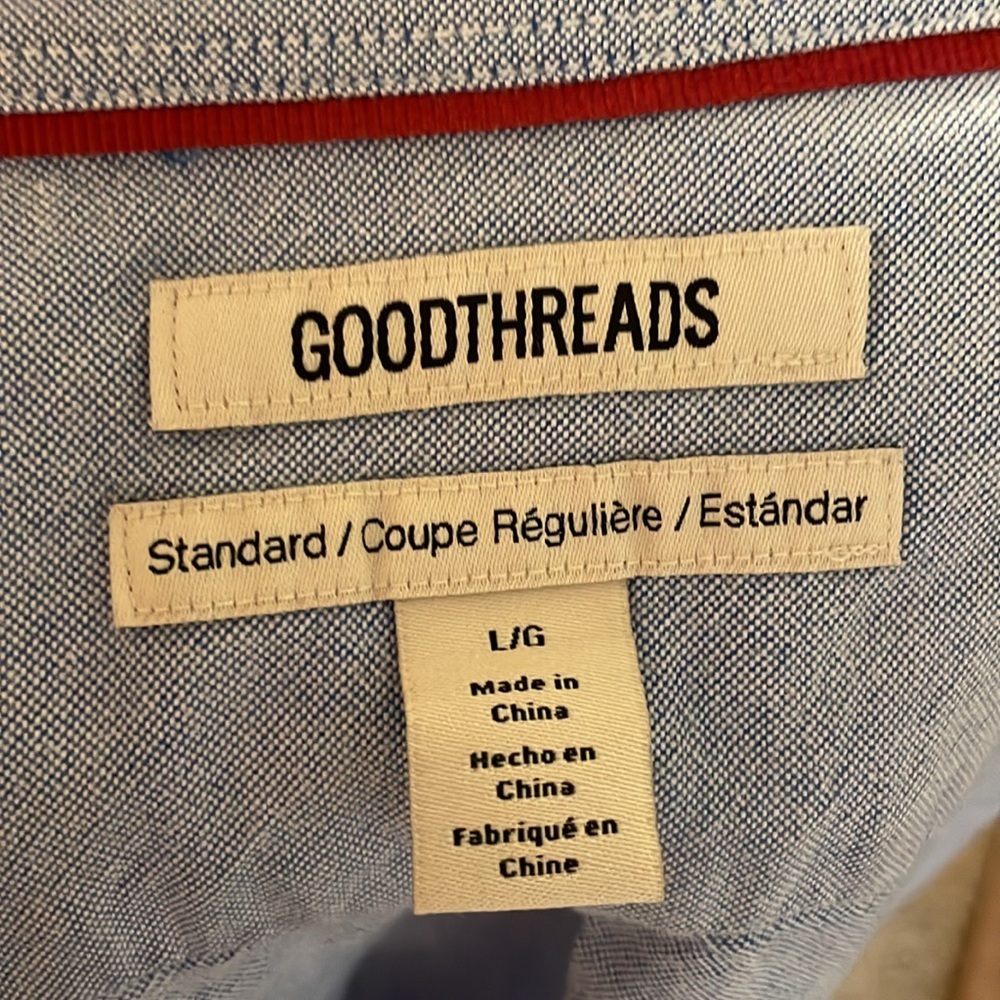 GOODTHREADS
Standard / Coupe Régulière / Estándar
L/G
Made in
China
Hecho en
China
Fabriqué en
Chine